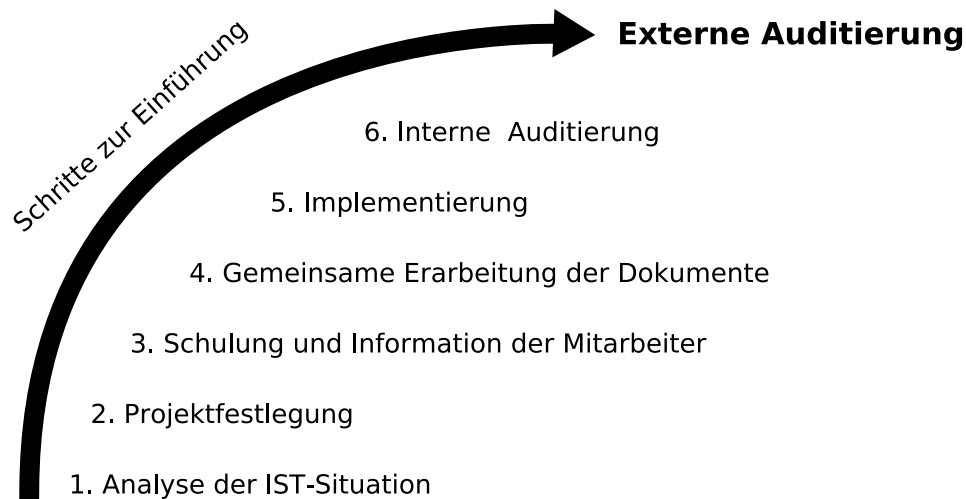 Externe Auditierung
Schritte zur Einführung
6. Interne  Auditierung
5. Implementierung
4. Gemeinsame Erarbeitung der Dokumente
3. Schulung und Information der Mitarbeiter
2. Projektfestlegung
1. Analyse der IST-Situation